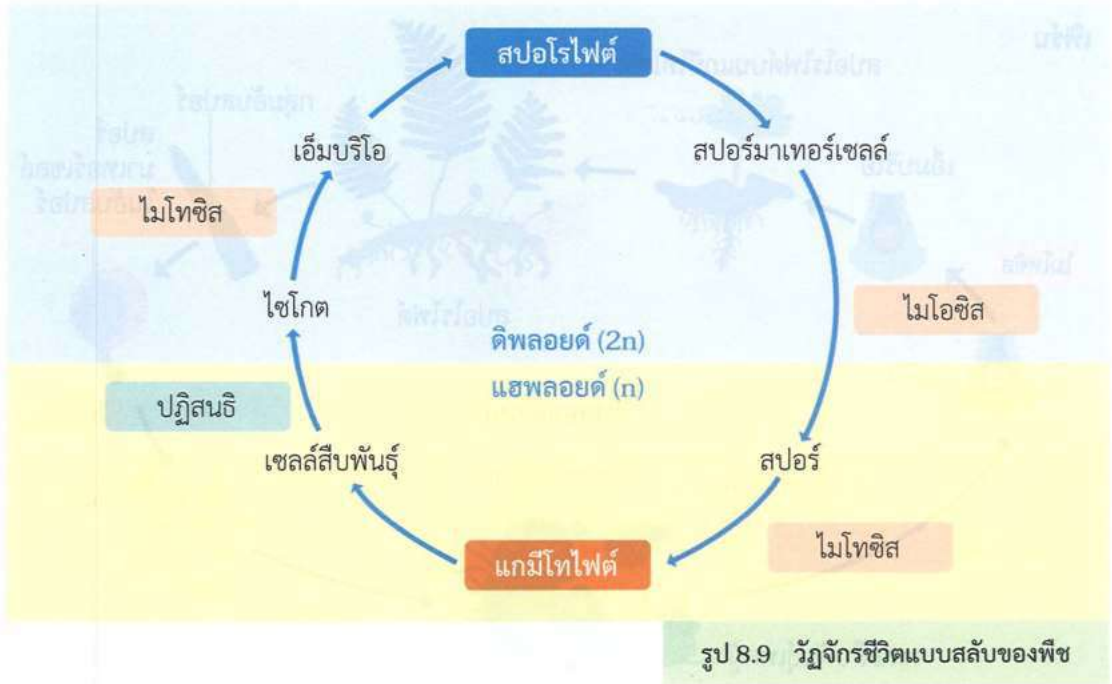 สปอโรไฟต์
เอ็มบริโอ
สปอร์มาเทอร์เซลล์
ไมโทซิส
ไซโกต
ไมโอซิส
ดิพลอยด์ (2n)
แฮพลอยด์ (n)
ปฏิสนธิ
เซลล์สืบพันธุ์
สปอร์
แกมีโทไฟต์
ไมโทซิส
รูป 8.9 วัฏจักรชีวิตแบบสลับของพืช